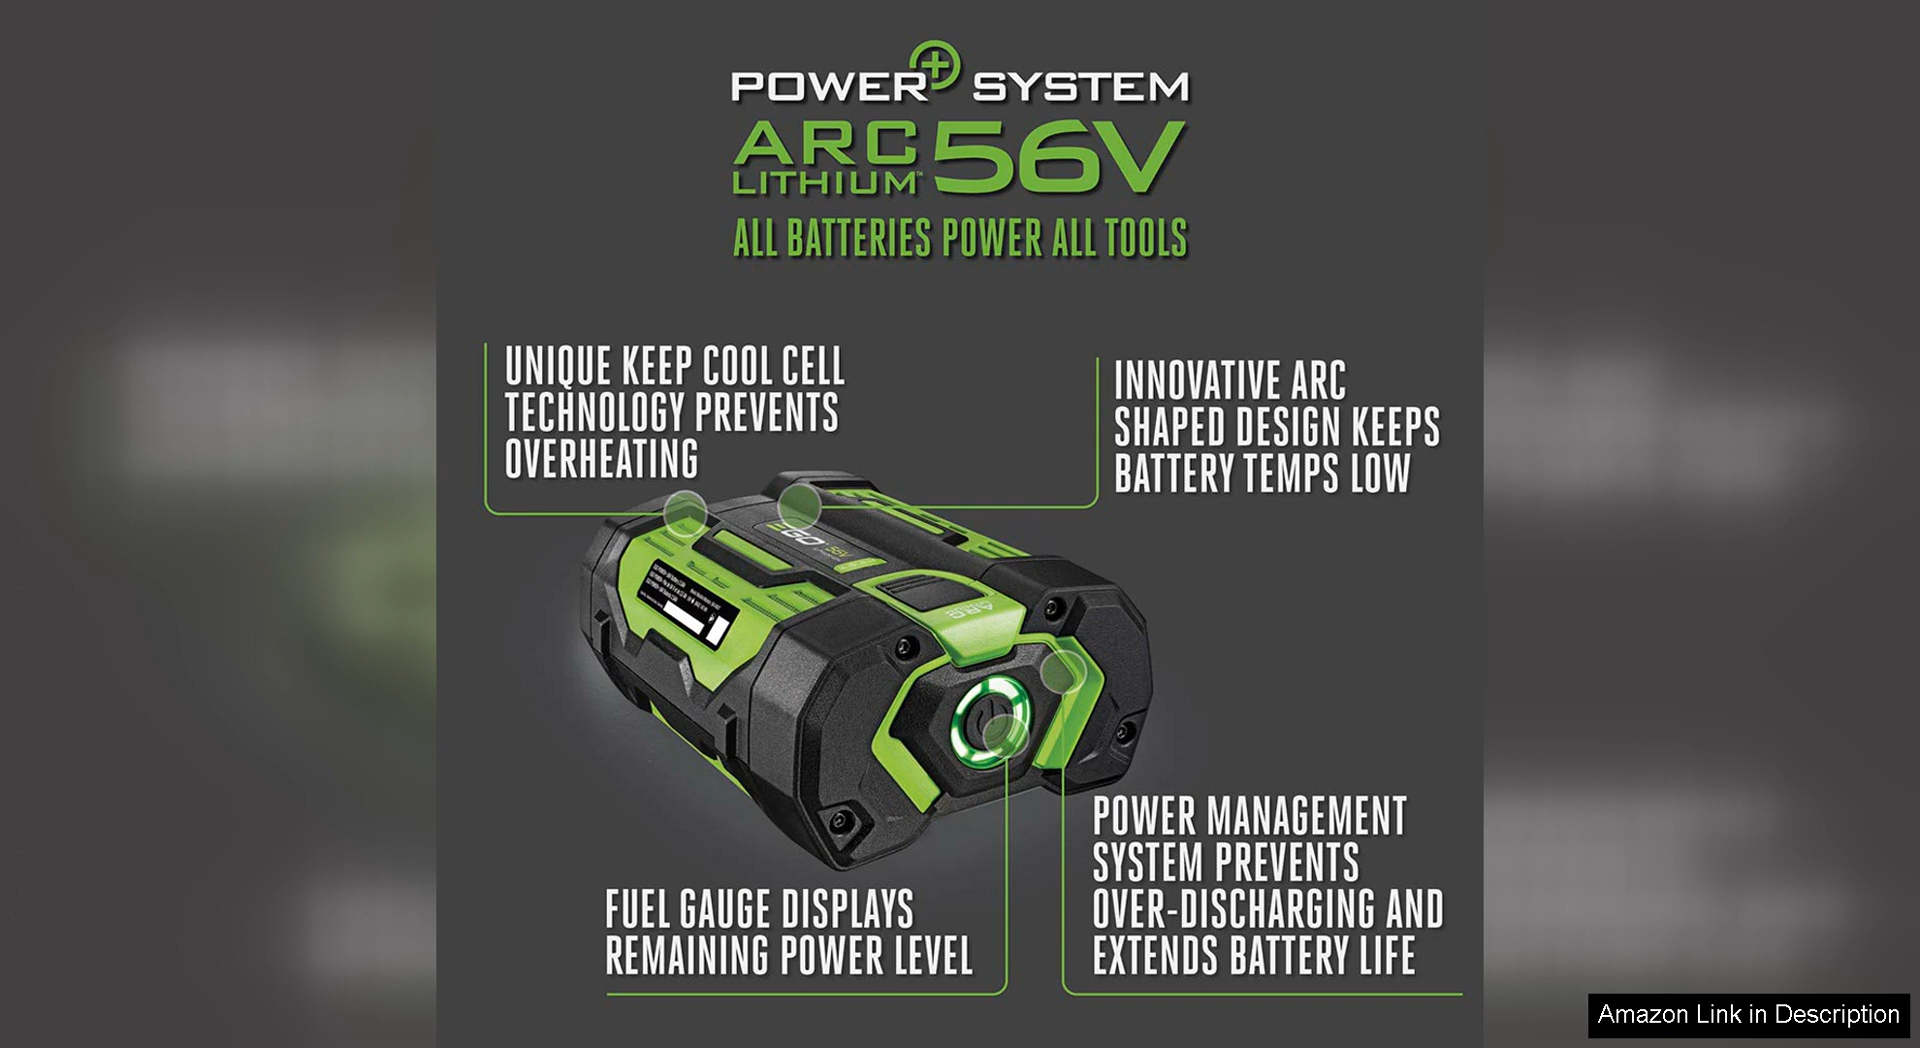 POWER+ SYSTEM
ARC 56V
LITHIUM™
ALL BATTERIES POWER ALL TOOLS
UNIQUE KEEP COOL CELL
TECHNOLOGY PREVENTS
OVERHEATING
INNOVATIVE ARC
SHAPED DESIGN KEEPS
BATTERY TEMPS LOW
EGO 56V
ARC
LITHIUM
FUEL GAUGE DISPLAYS
REMAINING POWER LEVEL
POWER MANAGEMENT
SYSTEM PREVENTS
OVER-DISCHARGING AND
EXTENDS BATTERY LIFE
Amazon Link in Description